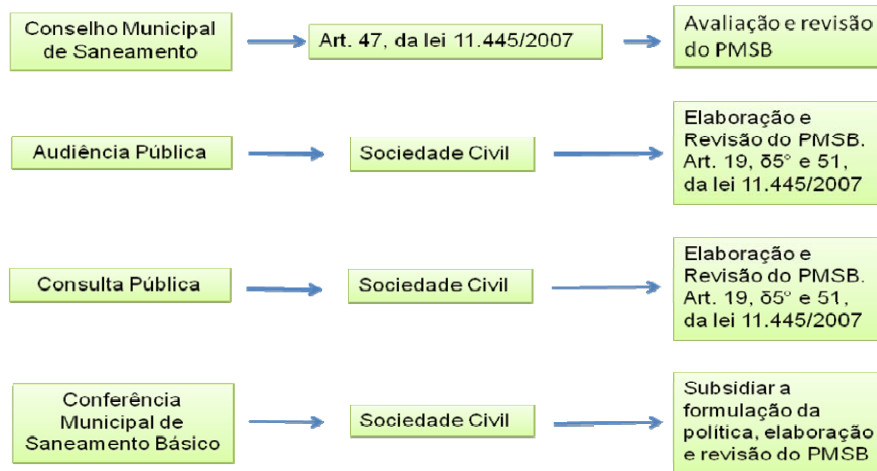 Conselho Municipal
de Saneamento
Art. 47, da lei 11.445/2007
Avaliação e revisão
do PMSB
Audiência Pública
Sociedade Civil
Elaboração e
Revisão do PMSB.
Art. 19, δ5° e 51,
da lei 11.445/2007
Consulta Pública
Sociedade Civil
Elaboração e
Revisão do PMSB.
Art. 19, δ5° e 51,
da lei 11.445/2007
Conferência
Municipal de
Saneamento Básico
Sociedade Civil
Subsidiar a
formulação da
política, elaboração
e revisão do PMSB